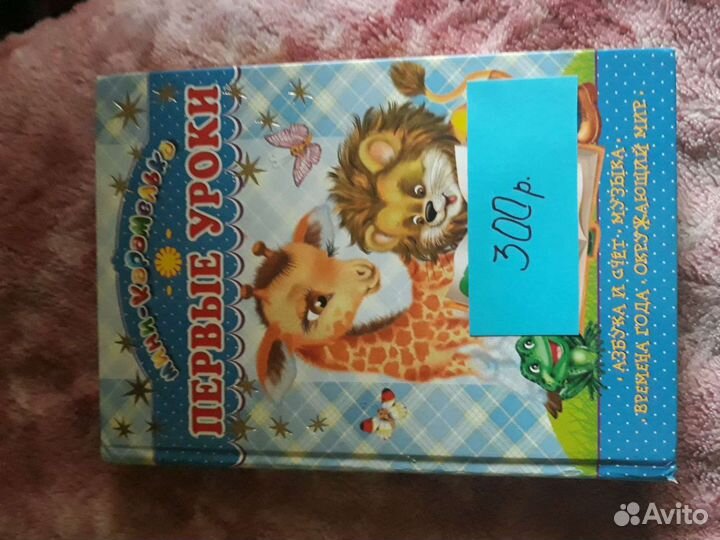 Мини-карамелька
ПЕРВЫЕ УРОКИ
300р.
· АЗБУКА И СЧЁТ · МУЗЫКА ·
· ВРЕМЕНА ГОДА · ОКРУЖАЮЩИЙ МИР ·
Avito